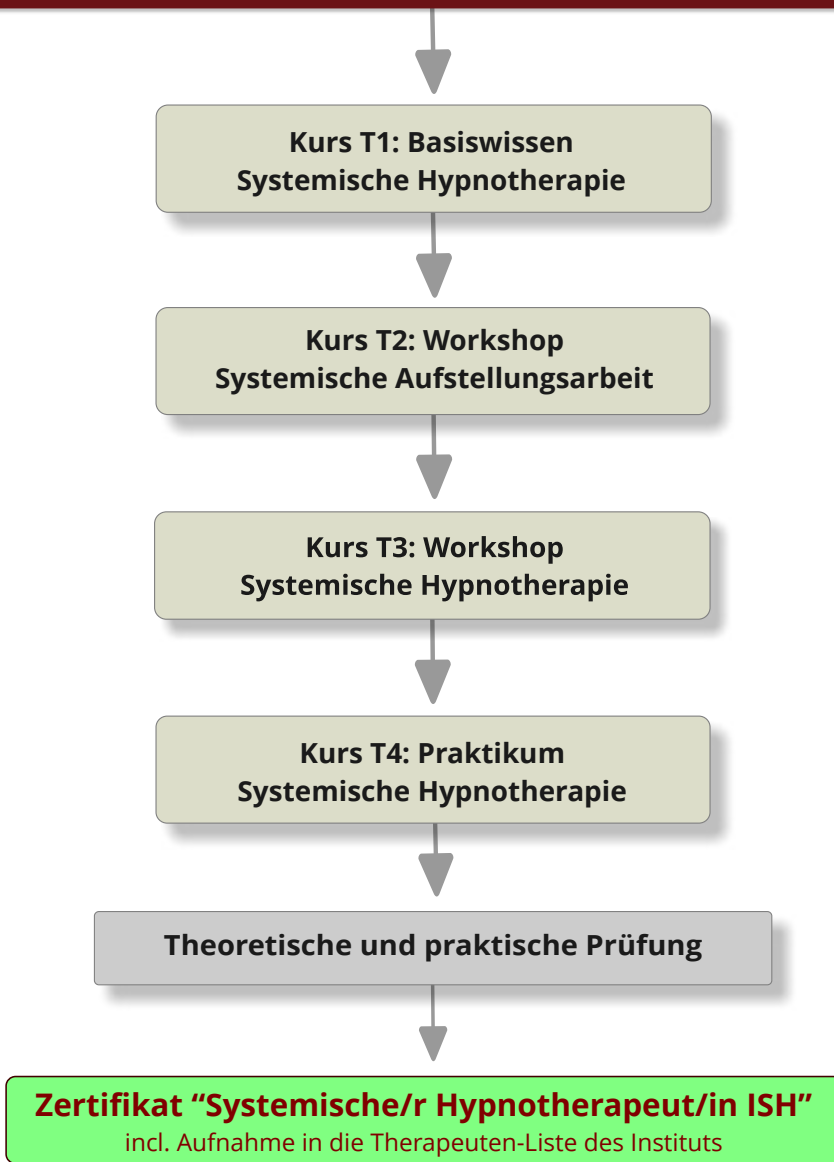 Kurs T1: Basiswissen
Systemische Hypnotherapie
Kurs T2: Workshop
Systemische Aufstellungsarbeit
Kurs T3: Workshop
Systemische Hypnotherapie
Kurs T4: Praktikum
Systemische Hypnotherapie
Theoretische und praktische Prüfung
Zertifikat “Systemische/r Hypnotherapeut/in ISH”
incl. Aufnahme in die Therapeuten-Liste des Instituts